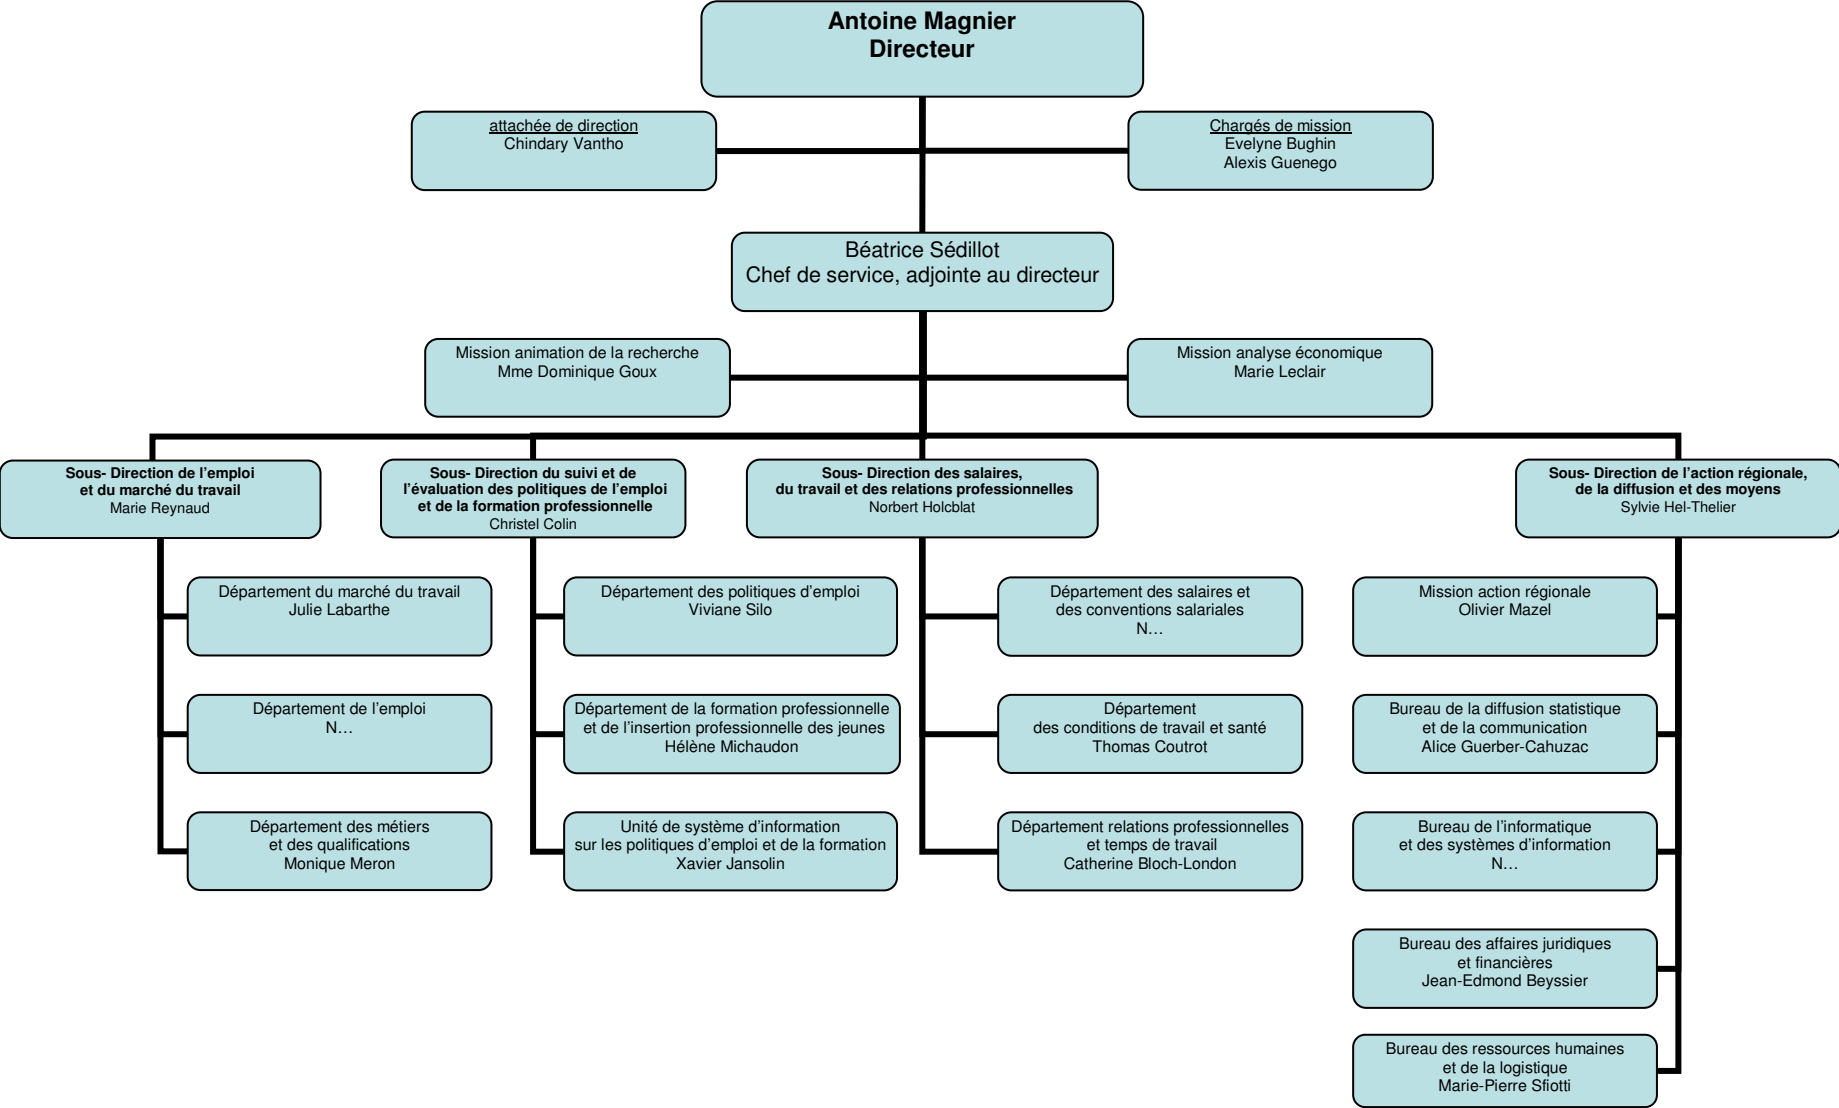 Antoine Magnier
Directeur
attachée de direction
Chindary Vantho
Chargés de mission
Evelyne Bughin
Alexis Guenego
Béatrice Sédillot
Chef de service, adjointe au directeur
Mission animation de la recherche
Mme Dominique Goux
Mission analyse économique
Marie Leclair
Sous- Direction de l’emploi
et du marché du travail
Marie Reynaud
Sous- Direction du suivi et de
l’évaluation des politiques de l’emploi
et de la formation professionnelle
Christel Colin
Sous- Direction des salaires,
du travail et des relations professionnelles
Norbert Holcblat
Sous- Direction de l’action régionale,
de la diffusion et des moyens
Sylvie Hel-Thelier
Département du marché du travail
Julie Labarthe
Département des politiques d’emploi
Viviane Silo
Département des salaires et
des conventions salariales
N…
Mission action régionale
Olivier Mazel
Département de l’emploi
N…
Département de la formation professionnelle
et de l’insertion professionnelle des jeunes
Hélène Michaudon
Département
des conditions de travail et santé
Thomas Coutrot
Bureau de la diffusion statistique
et de la communication
Alice Guerber-Cahuzac
Département des métiers
et des qualifications
Monique Meron
Unité de système d’information
sur les politiques d’emploi et de la formation
Xavier Jansolin
Département relations professionnelles
et temps de travail
Catherine Bloch-London
Bureau de l’informatique
et des systèmes d’information
N…
Bureau des affaires juridiques
et financières
Jean-Edmond Beyssier
Bureau des ressources humaines
et de la logistique
Marie-Pierre Sfiotti